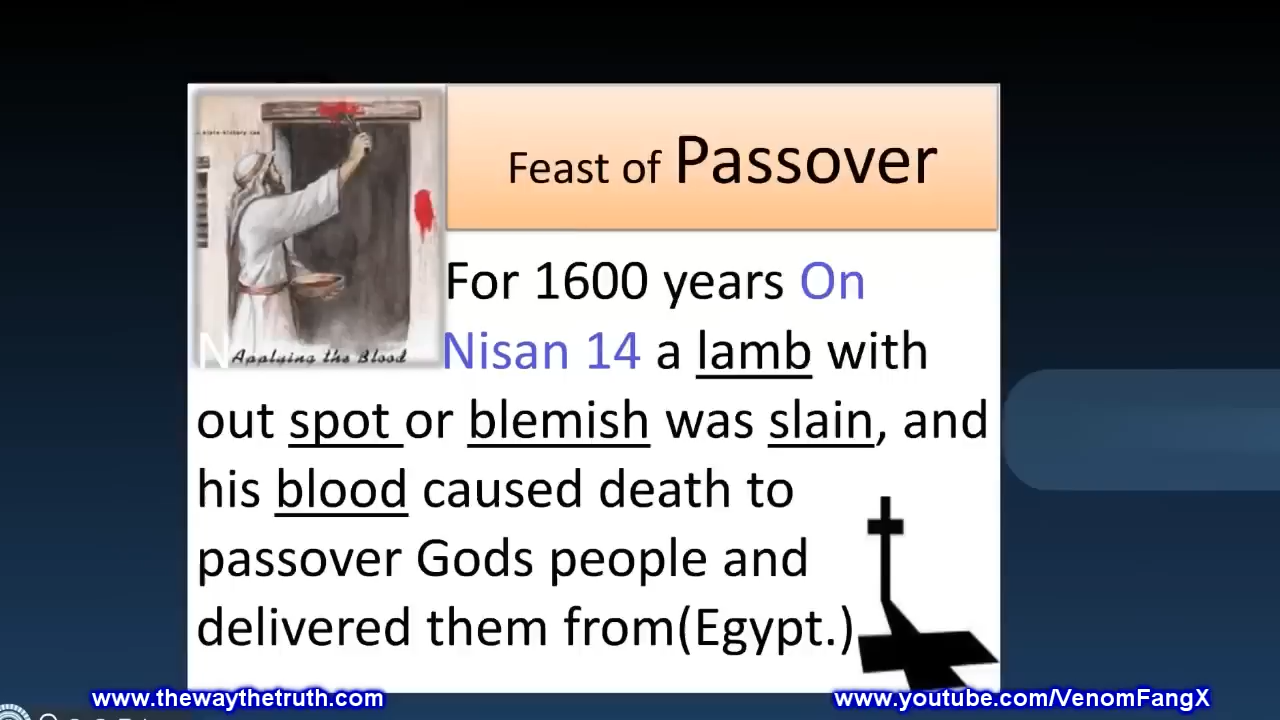 Feast of Passover
For 1600 years On
N
Nisan 14 a lamb with
Applying the Blood
out spot or blemish was slain, and
his blood caused death to
passover Gods people and
delivered them from(Egypt.)
www.thewaythetruth.com
www.youtube.com/VenomFangX